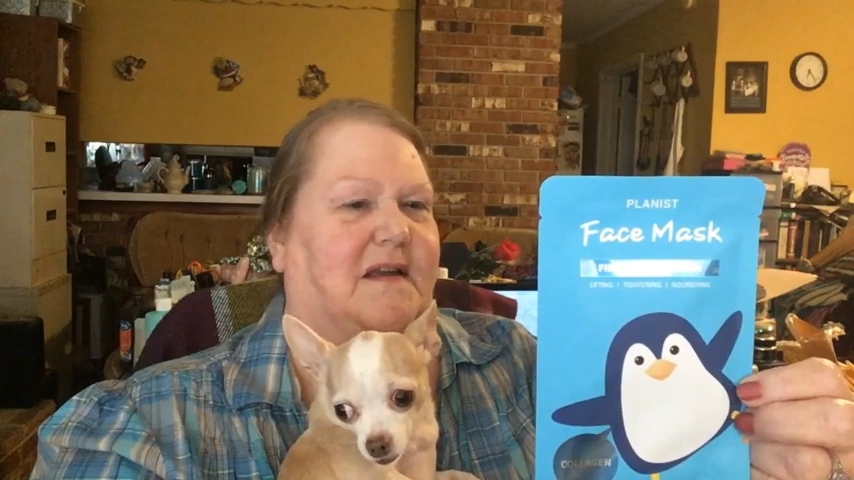 PLANIST
Face Mask
LIFTING | TIGHTENING | NOURISHING
COLLAGEN